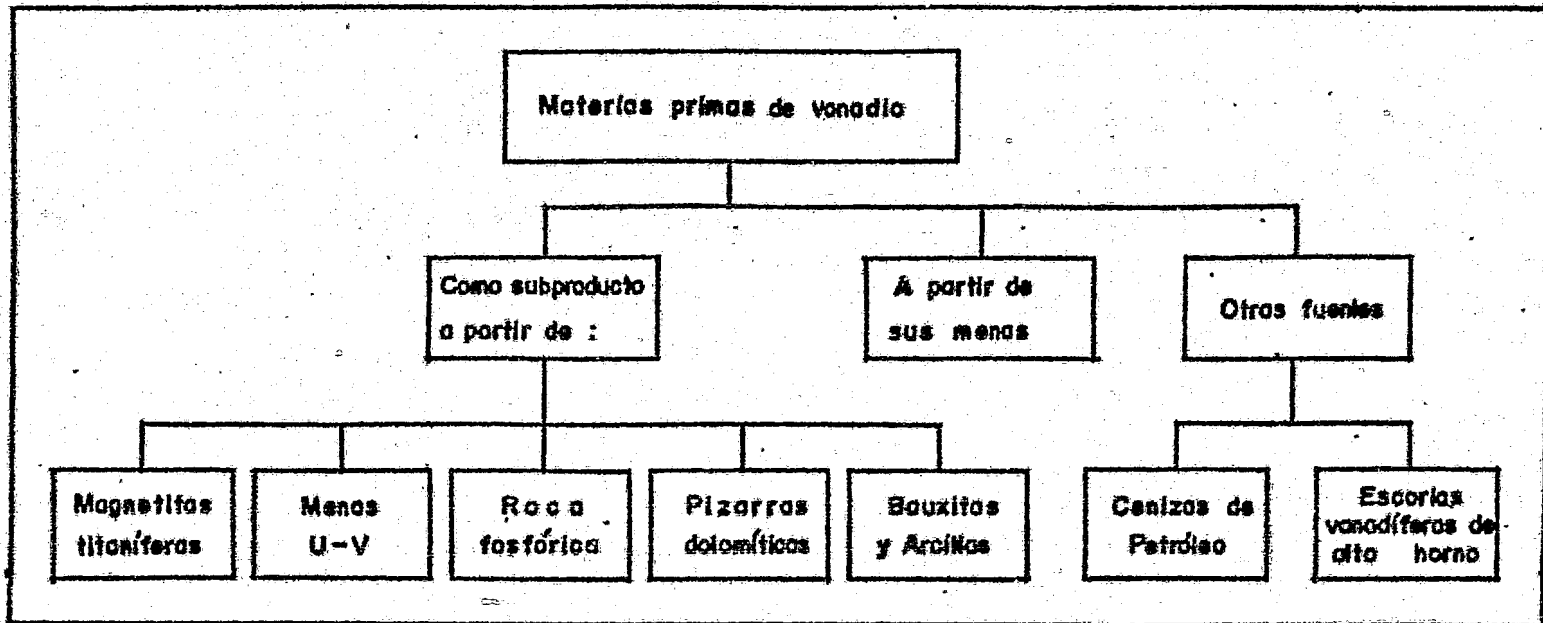 Materias primas de vanadio
Como subproducto
a partir de :
A partir de
sus menas
Otras fuentes
Magnetitas
titaníferas
Menas
U-V
Roca
fosfórica
Pizarras
dolomíticas
Bauxitas
y Arcillas
Cenizas de
Petróleo
Escorias
vanadíferas de
alto horno